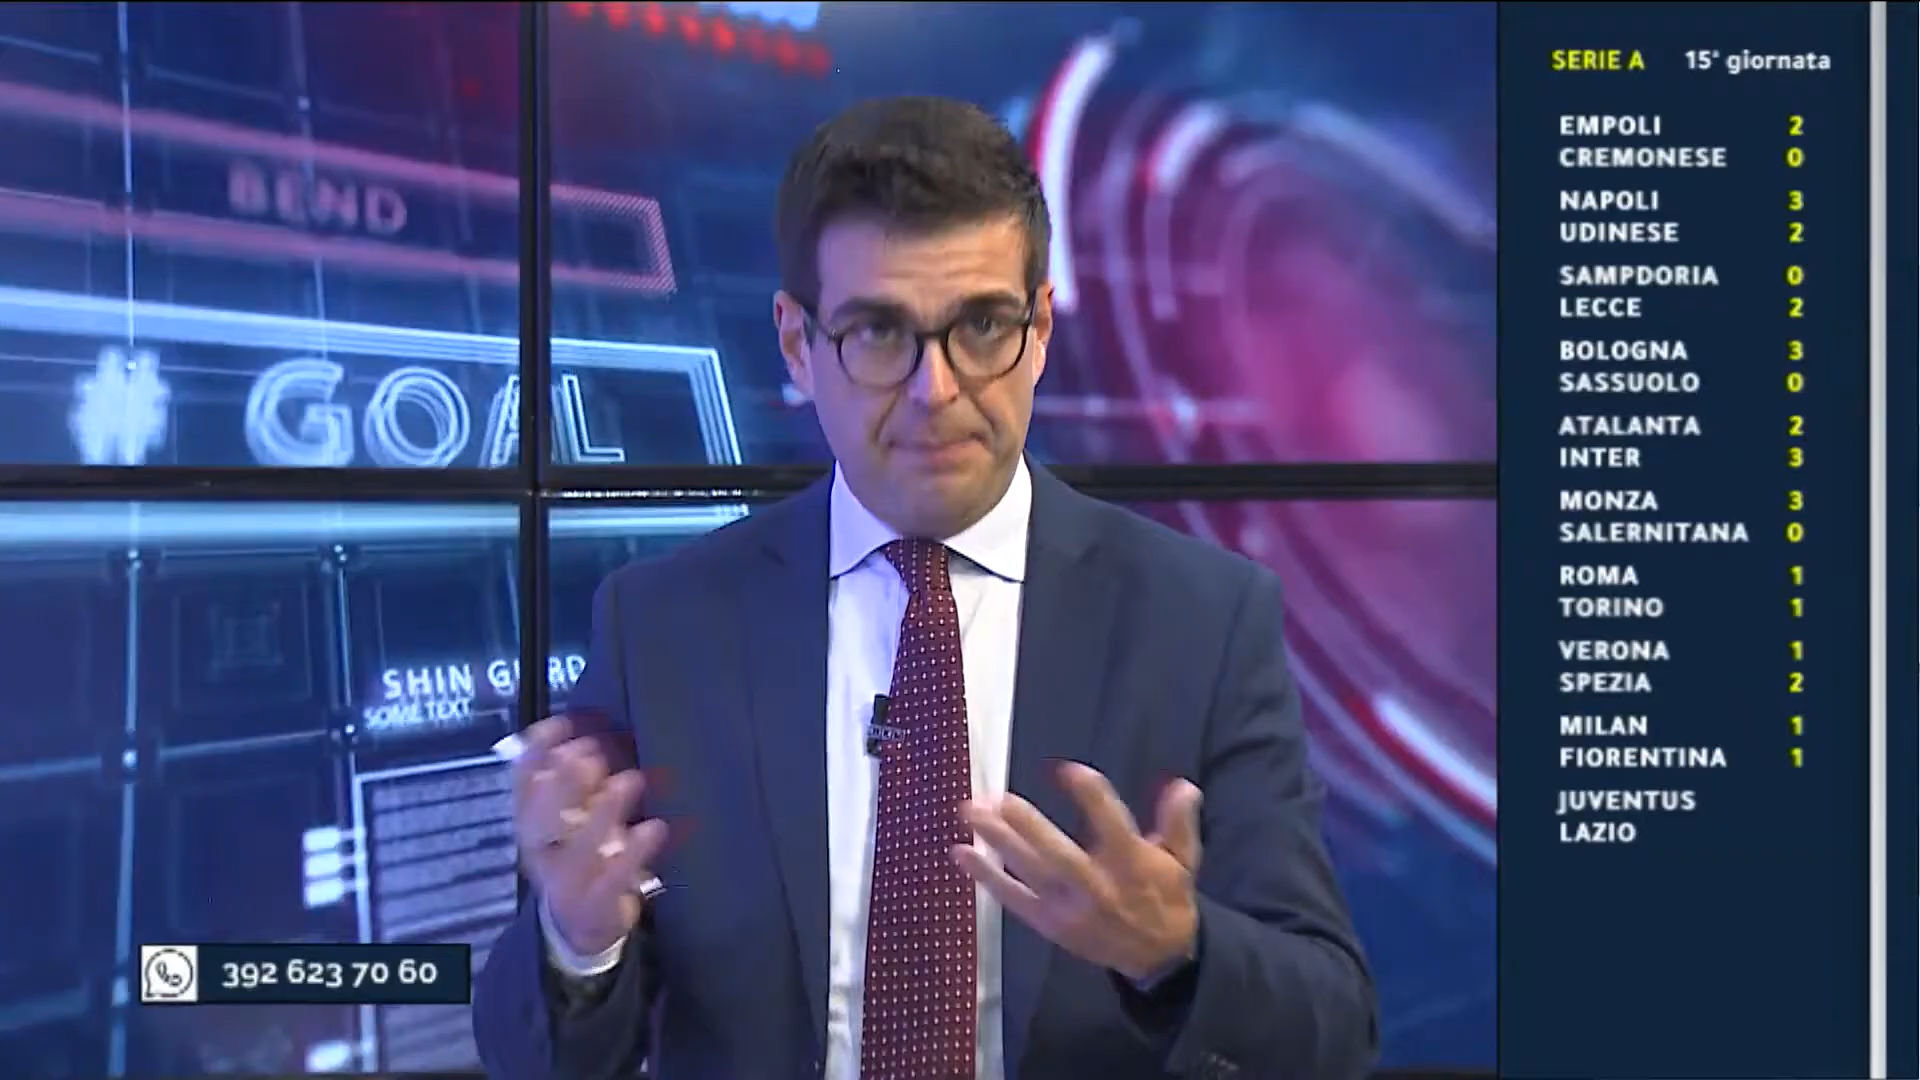 BEND
# GOAL
SHIN GUARD
SOME TEXT
392 623 70 60
SERIE A 15ª giornata
EMPOLI 2
CREMONESE 0
NAPOLI 3
UDINESE 2
SAMPDORIA 0
LECCE 2
BOLOGNA 3
SASSUOLO 0
ATALANTA 2
INTER 3
MONZA 3
SALERNITANA 0
ROMA 1
TORINO 1
VERONA 1
SPEZIA 2
MILAN 1
FIORENTINA 1
JUVENTUS
LAZIO